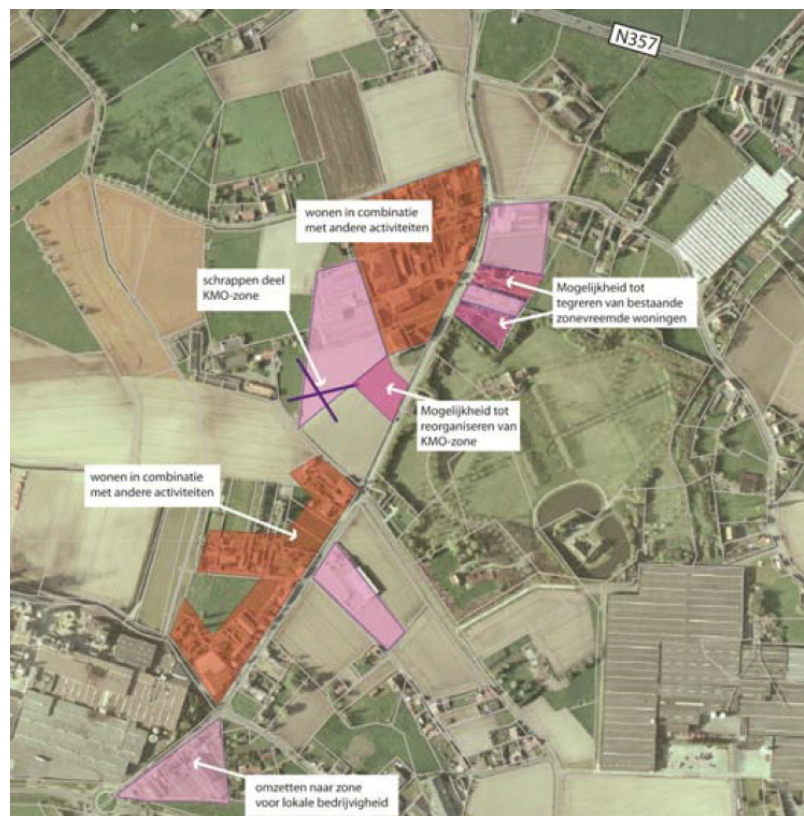 N357
wonen in combinatie
met andere activiteiten
schrappen deel
KMO-zone
Mogelijkheid tot
tegreren van bestaande
zonevreemde woningen
Mogelijkheid tot
reorganiseren van
KMO-zone
wonen in combinatie
met andere activiteiten
omzetten naar zone
voor lokale bedrijvigheid